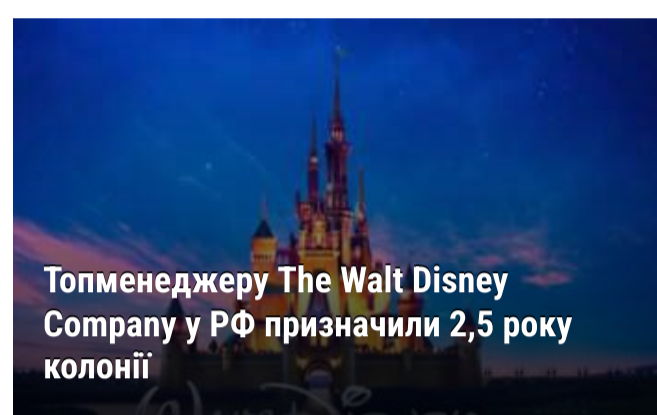 Топменеджеру The Walt Disney
Company у РФ призначили 2,5 року
колонії